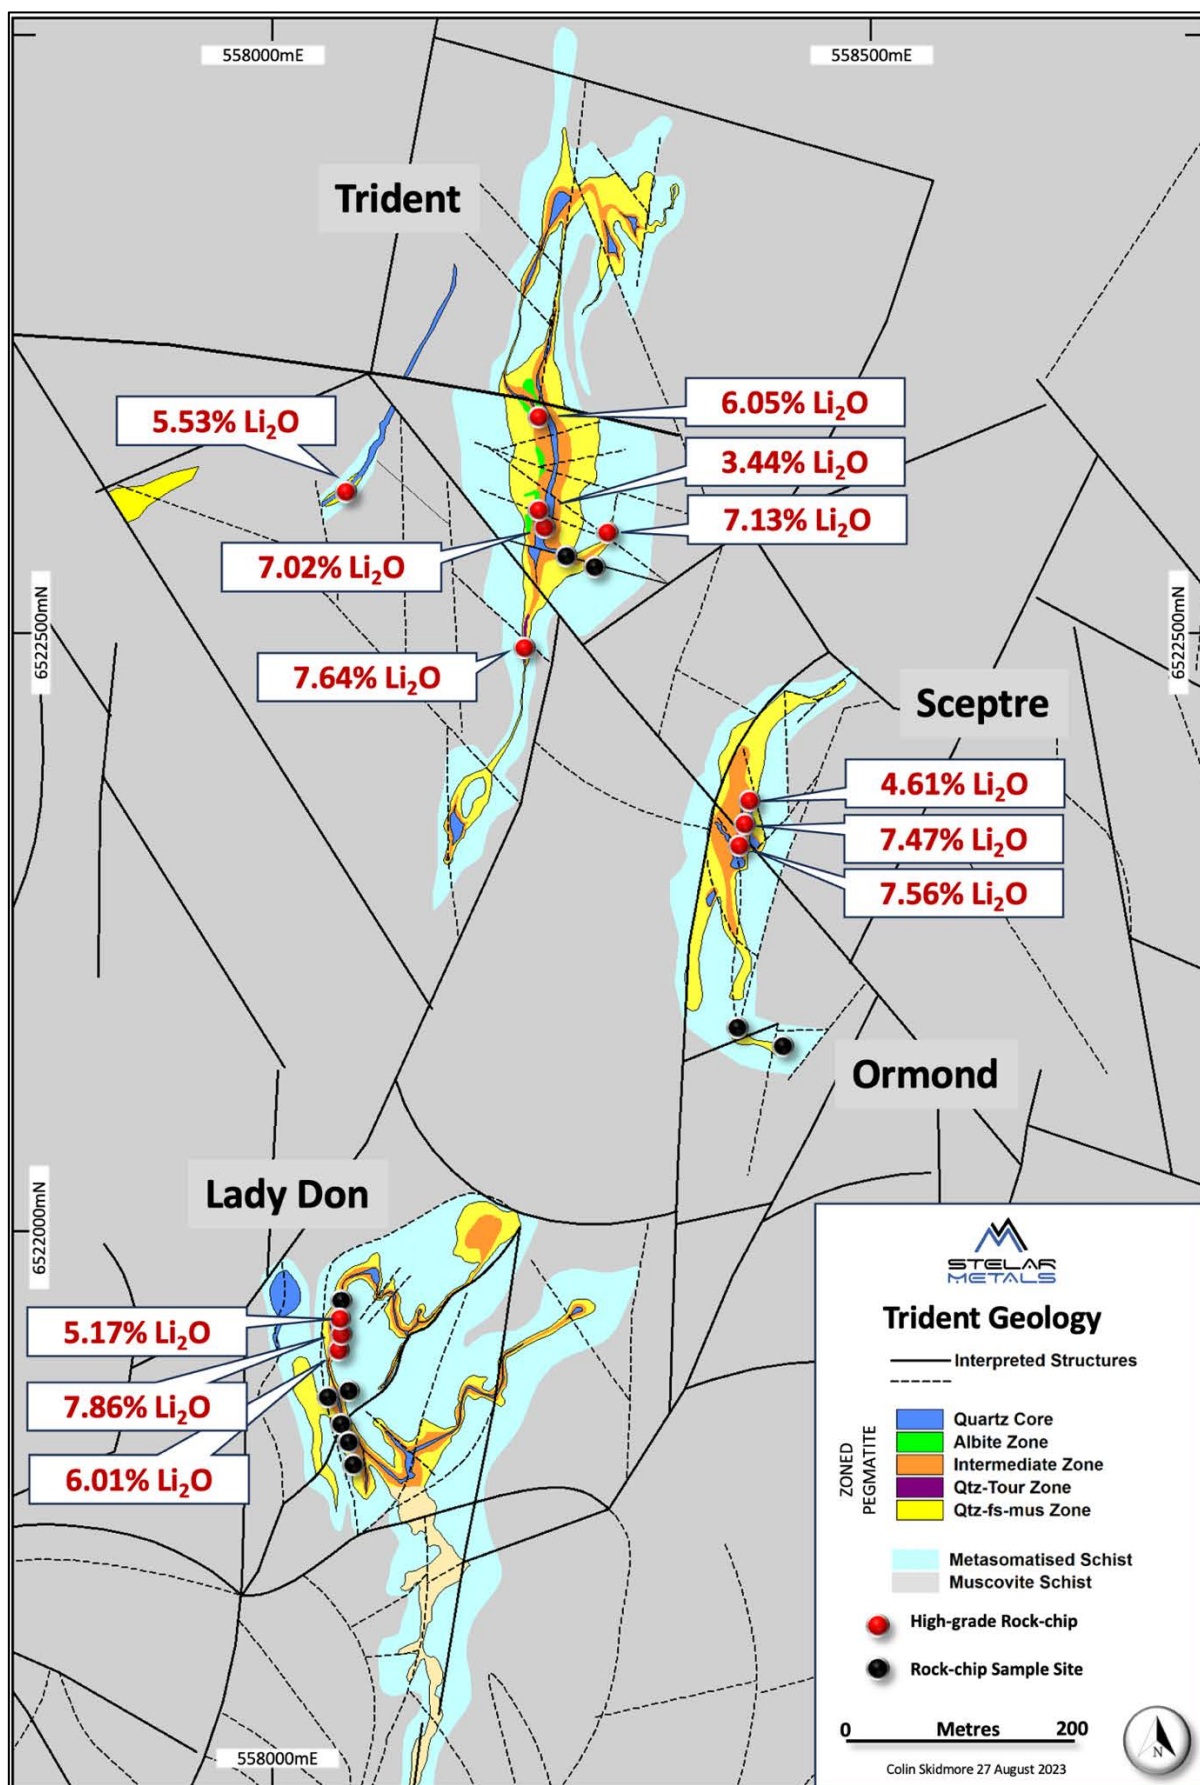 558000mE
558500mE
Trident
5.53% Li₂O
6.05% Li₂O
3.44% Li₂O
7.13% Li₂O
7.02% Li₂O
6522500mN
6522500mN
7.64% Li₂O
Sceptre
4.61% Li₂O
7.47% Li₂O
7.56% Li₂O
Ormond
Lady Don
6522000mN
5.17% Li₂O
7.86% Li₂O
6.01% Li₂O
558000mE
STELAR
METALS
Trident Geology
Interpreted Structures
ZONED
PEGMATITE
Quartz Core
Albite Zone
Intermediate Zone
Qtz-Tour Zone
Qtz-fs-mus Zone
Metasomatised Schist
Muscovite Schist
High-grade Rock-chip
Rock-chip Sample Site
0 Metres 200
N
Colin Skidmore 27 August 2023